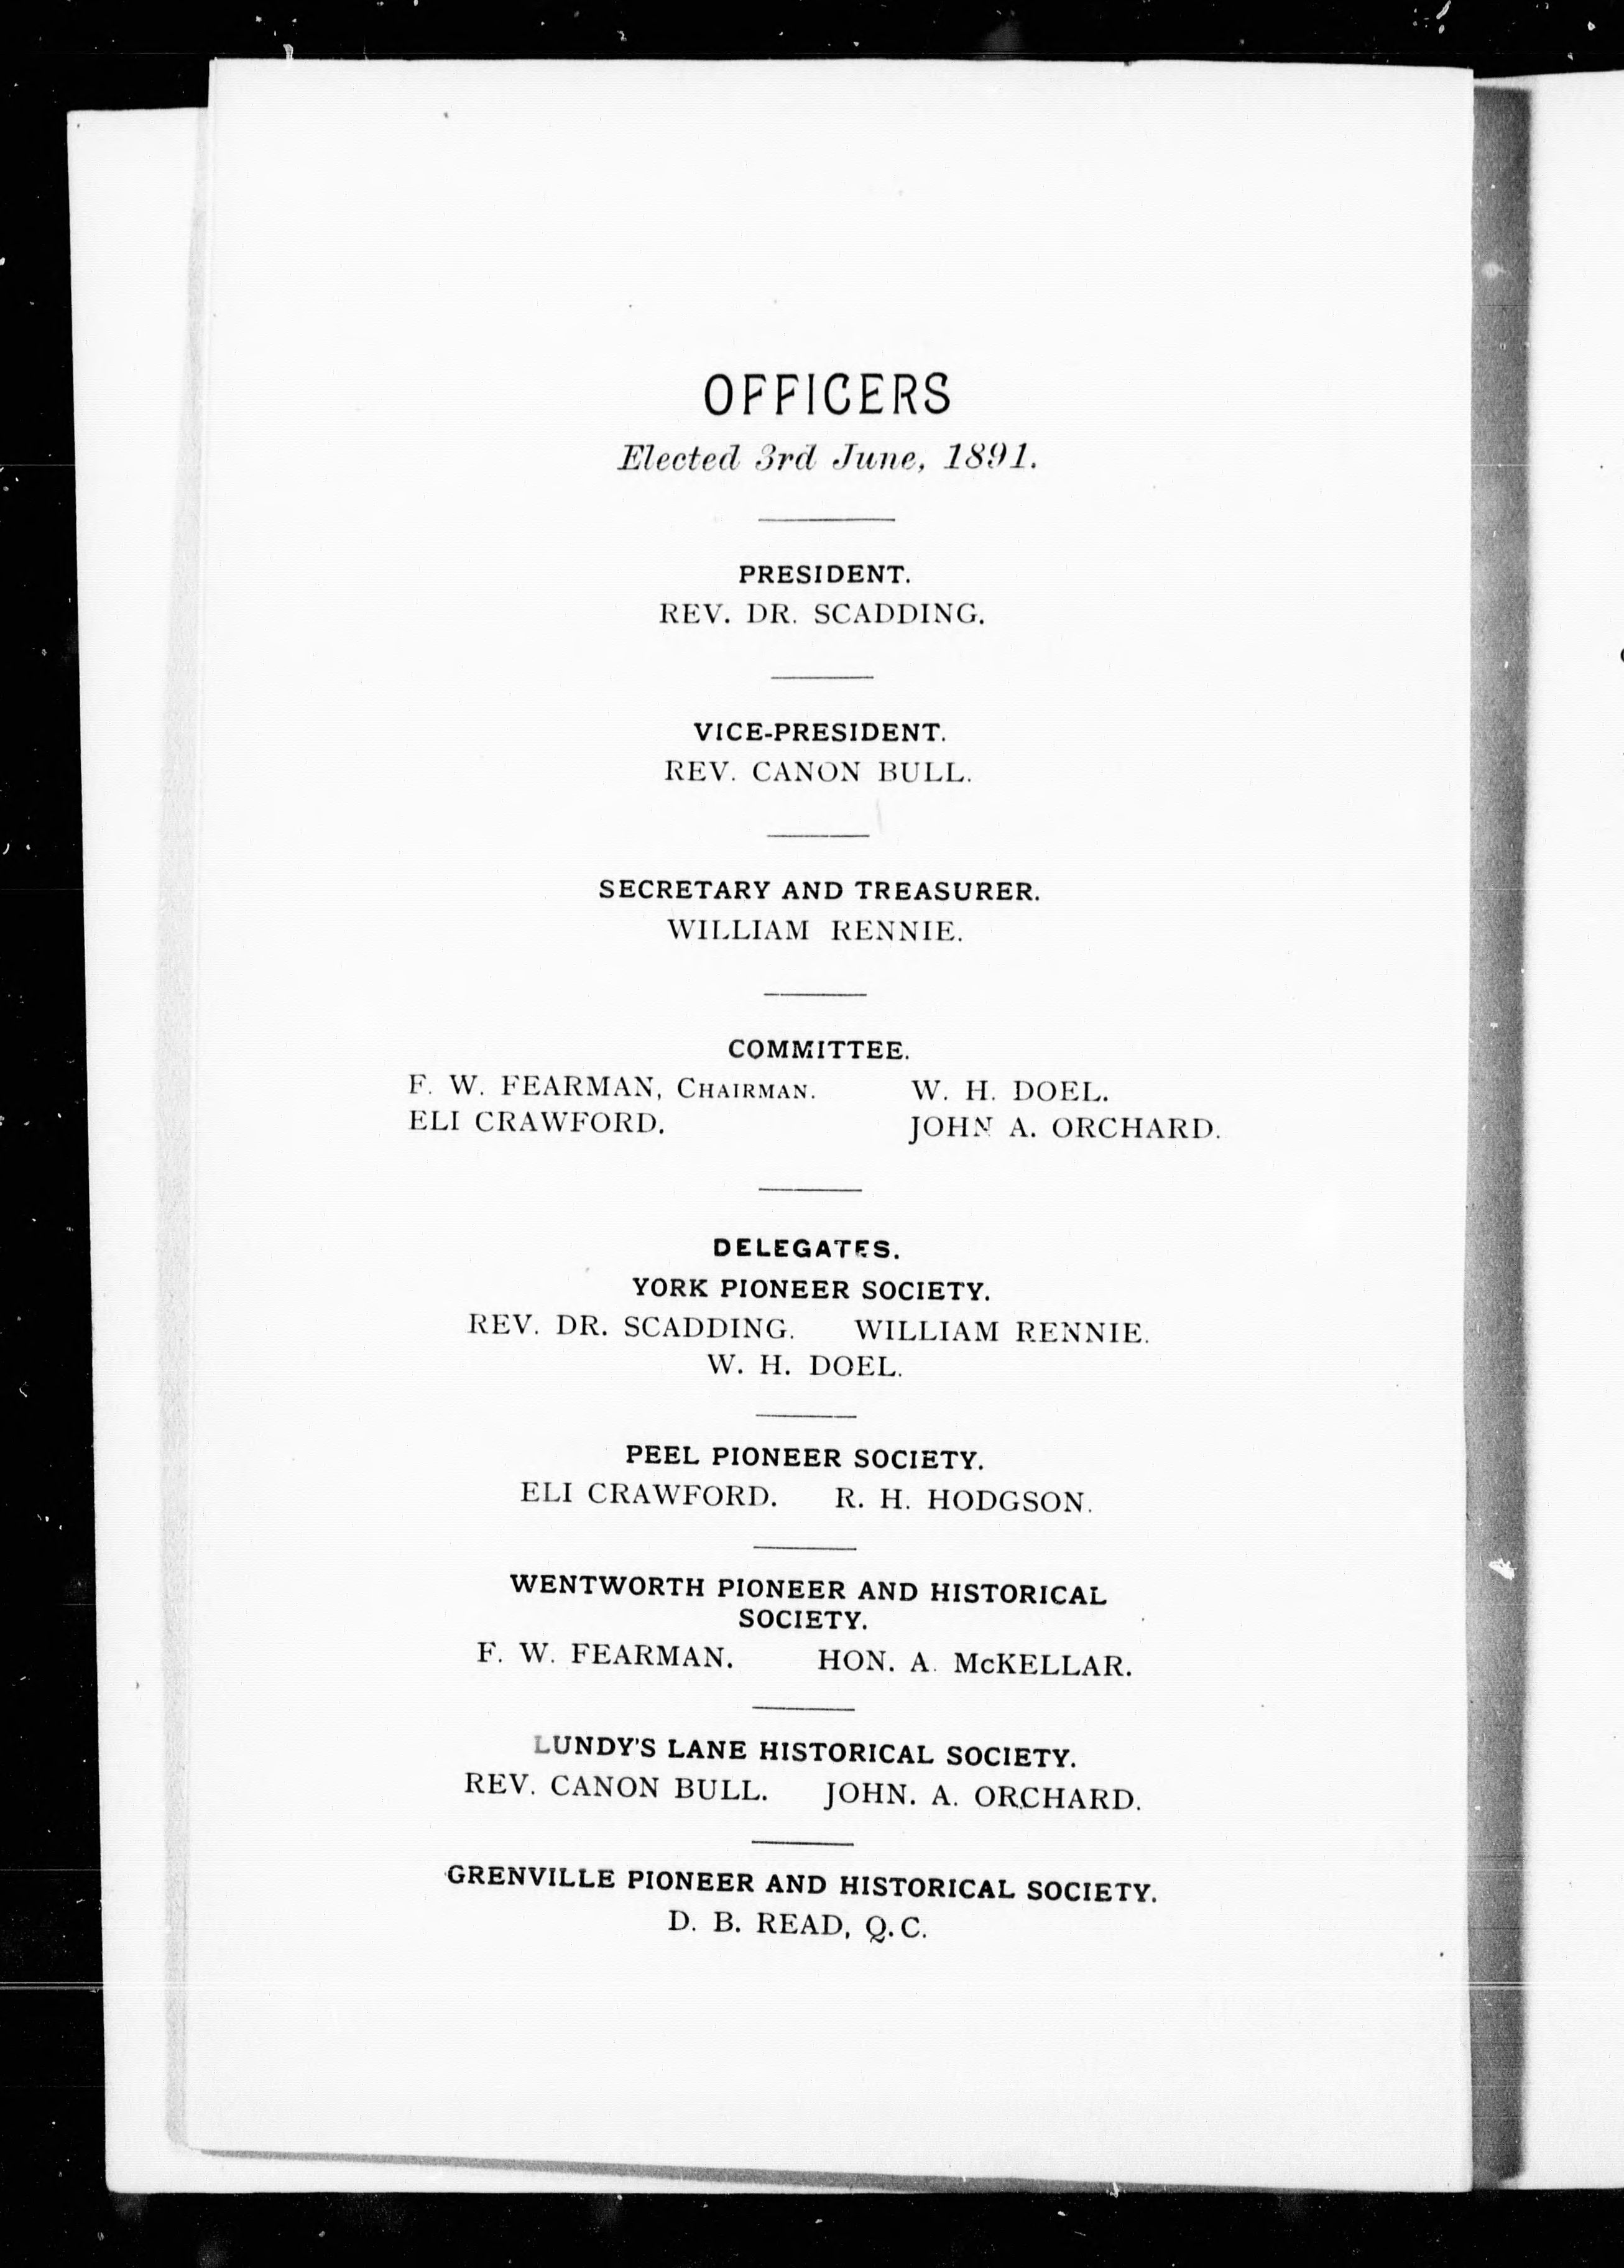 OFFICERS
Elected 3rd June, 1891.
PRESIDENT.
REV. DR. SCADDING.
VICE-PRESIDENT.
REV. CANON BULL.
SECRETARY AND TREASURER.
WILLIAM RENNIE.
COMMITTEE.
F. W. FEARMAN, CHAIRMAN. W. H. DOEL.
ELI CRAWFORD. JOHN A. ORCHARD.
DELEGATES.
YORK PIONEER SOCIETY.
REV. DR. SCADDING. WILLIAM RENNIE.
W. H. DOEL.
PEEL PIONEER SOCIETY.
ELI CRAWFORD. R. H. HODGSON.
WENTWORTH PIONEER AND HISTORICAL
SOCIETY.
F. W. FEARMAN. HON. A. McKELLAR.
LUNDY'S LANE HISTORICAL SOCIETY.
REV. CANON BULL. JOHN. A. ORCHARD.
GRENVILLE PIONEER AND HISTORICAL SOCIETY.
D. B. READ, Q.C.